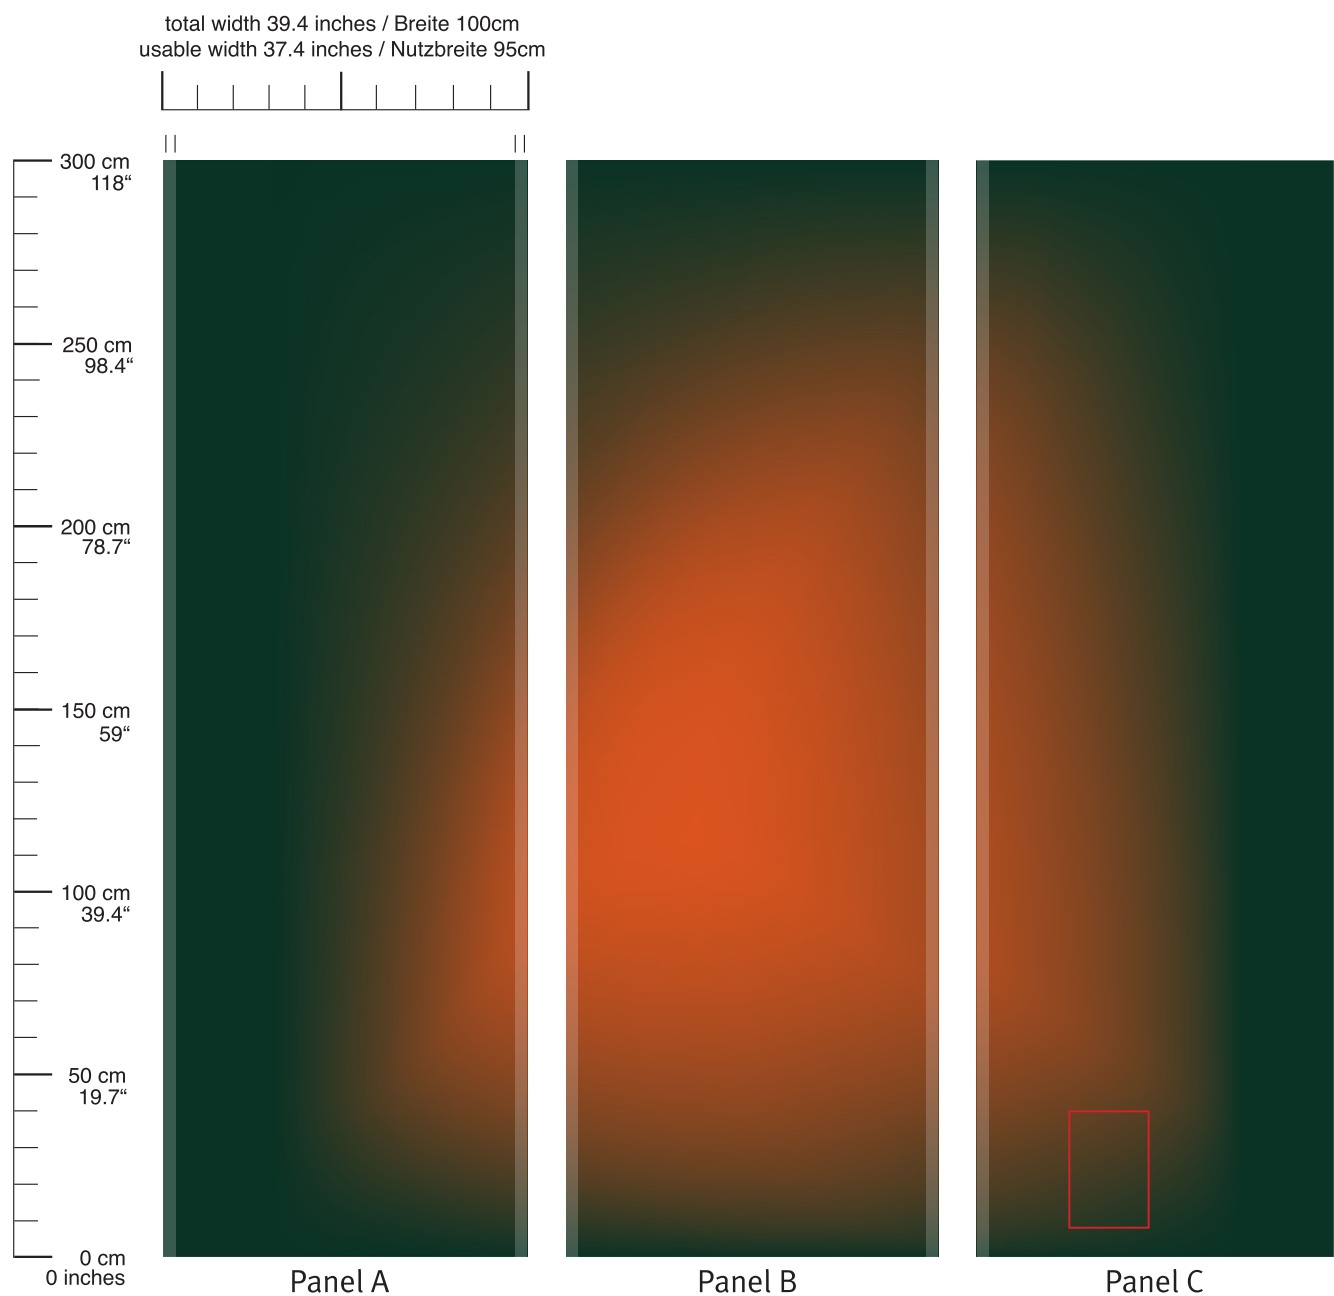 total width 39.4 inches / Breite 100cm
usable width 37.4 inches / Nutzbreite 95cm
300 cm
118“
250 cm
98.4“
200 cm
78.7“
150 cm
59“
100 cm
39.4“
50 cm
19.7“
0 cm
0 inches
Panel A
Panel B
Panel C